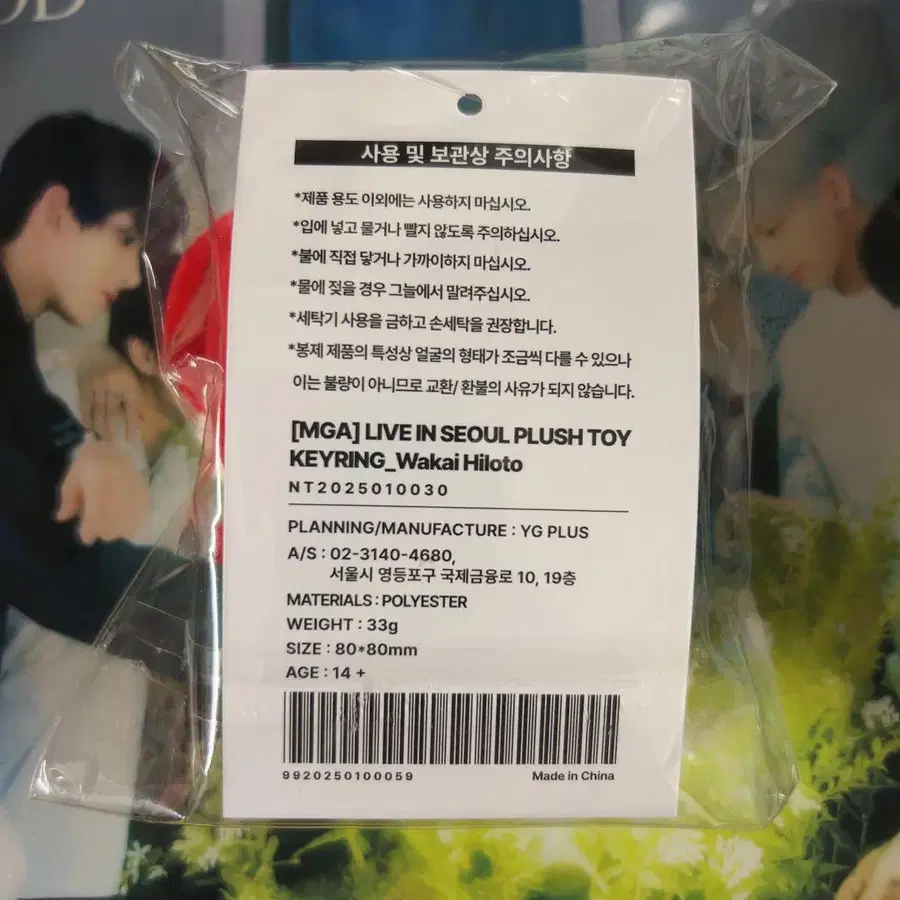 OD
사용 및 보관상 주의사항
*제품 용도 이외에는 사용하지 마십시오.
*입에 넣고 물거나 빨지 않도록 주의하십시오.
*불에 직접 닿거나 가까이하지 마십시오.
*물에 젖을 경우 그늘에서 말려주십시오.
*세탁기 사용을 금하고 손세탁을 권장합니다.
*봉제 제품의 특성상 얼굴의 형태가 조금씩 다를 수 있으나
이는 불량이 아니므로 교환/ 환불의 사유가 되지 않습니다.
[MGA] LIVE IN SEOUL PLUSH TOY
KEYRING_Wakai Hiloto
NT2025010030
PLANNING/MANUFACTURE : YG PLUS
A/S : 02-3140-4680,
서울시 영등포구 국제금융로 10, 19층
MATERIALS : POLYESTER
WEIGHT : 33g
SIZE : 80*80mm
AGE : 14 +
9920250100059
Made in China